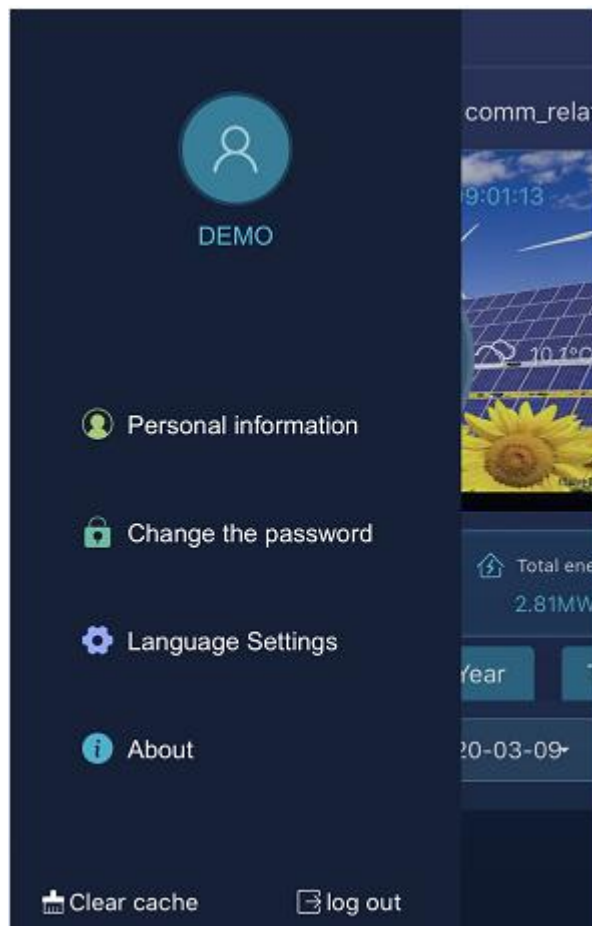 DEMO
Personal information
Change the password
Language Settings
About
Clear cache
log out
comm_rela
9:01:13
10.1°C
Total ene
2.81MW
Year
20-03-09